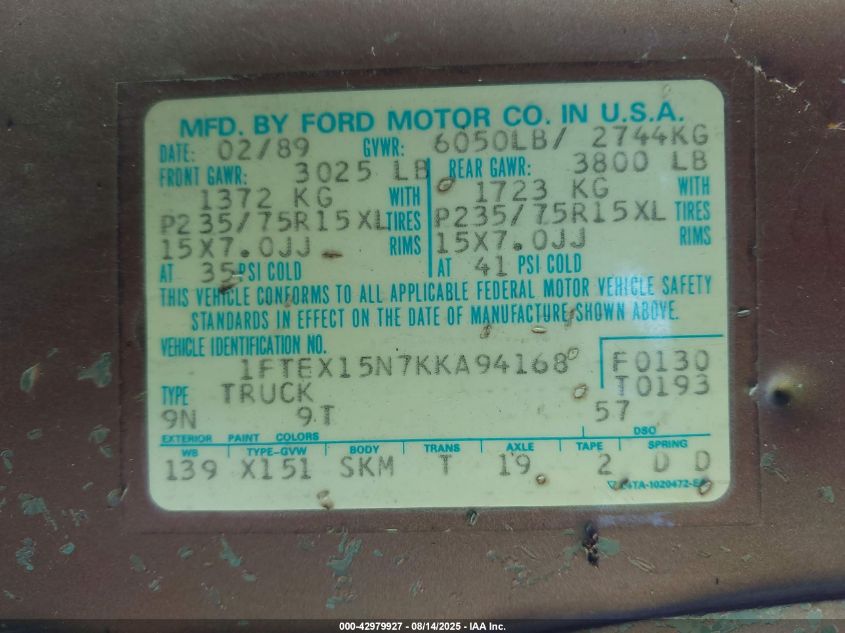 MFD. BY FORD MOTOR CO. IN U.S.A.
DATE: 02/89 GVWR: 6050LB/ 2744KG
FRONT GAWR: 3025 LB REAR GAWR: 3800 LB
1372 KG WITH 1723 KG WITH
P235/75R15XL TIRES P235/75R15XL TIRES
15X7.0JJ RIMS 15X7.0JJ RIMS
AT 35 PSI COLD AT 41 PSI COLD
THIS VEHICLE CONFORMS TO ALL APPLICABLE FEDERAL MOTOR VEHICLE SAFETY
STANDARDS IN EFFECT ON THE DATE OF MANUFACTURE SHOWN ABOVE.
VEHICLE IDENTIFICATION NO.
1FTEX15N7KKA94168 F0130
TYPE TRUCK T0193
9N 9T 57
EXTERIOR PAINT COLORS DSO
WB TYPE-GVW BODY TRANS AXLE TAPE SPRING
139 X151 SKM T 19 2 D D
000-42979927 - 08/14/2025 - IAA Inc.